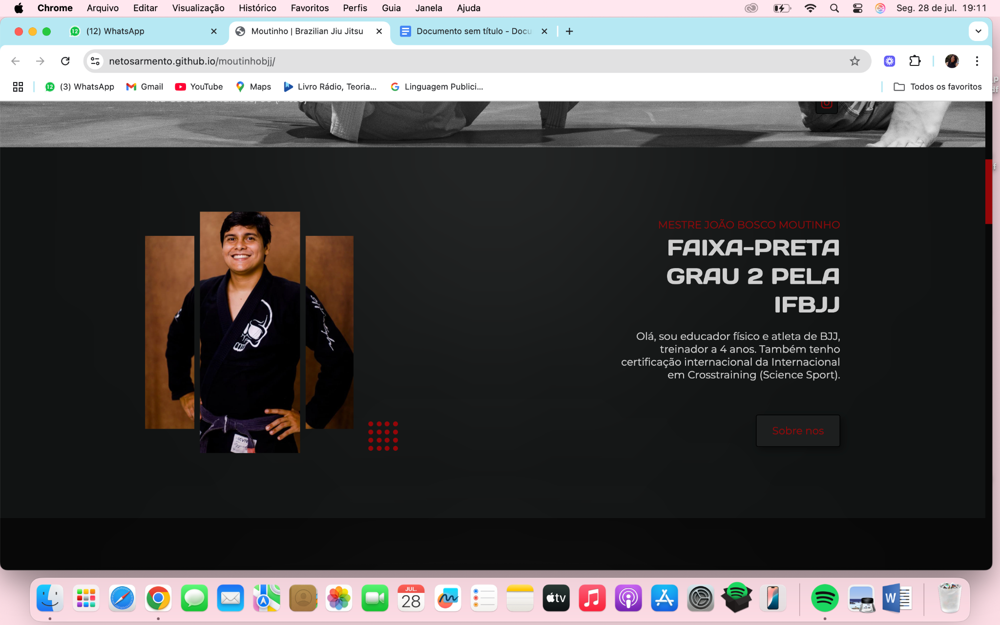 Chrome Arquivo Editar Visualização Histórico Favoritos Perfis Guia Janela Ajuda Seg. 28 de jul. 19:11
12 (12) WhatsApp Moutinho | Brazilian Jiu Jitsu Documento sem título - Docu
netosarmento.github.io/moutinhobjj/
12 (3) WhatsApp Gmail YouTube Maps Livro Rádio, Teoria... Linguagem Publici... Todos os favoritos
MESTRE JOÃO BOSCO MOUTINHO
FAIXA-PRETA
GRAU 2 PELA
IFBJJ
Olá, sou educador físico e atleta de BJJ,
treinador a 4 anos. Também tenho
certificação internacional da Internacional
em Crosstraining (Science Sport).
Sobre nos
KVR
JUL.
28
tv
W